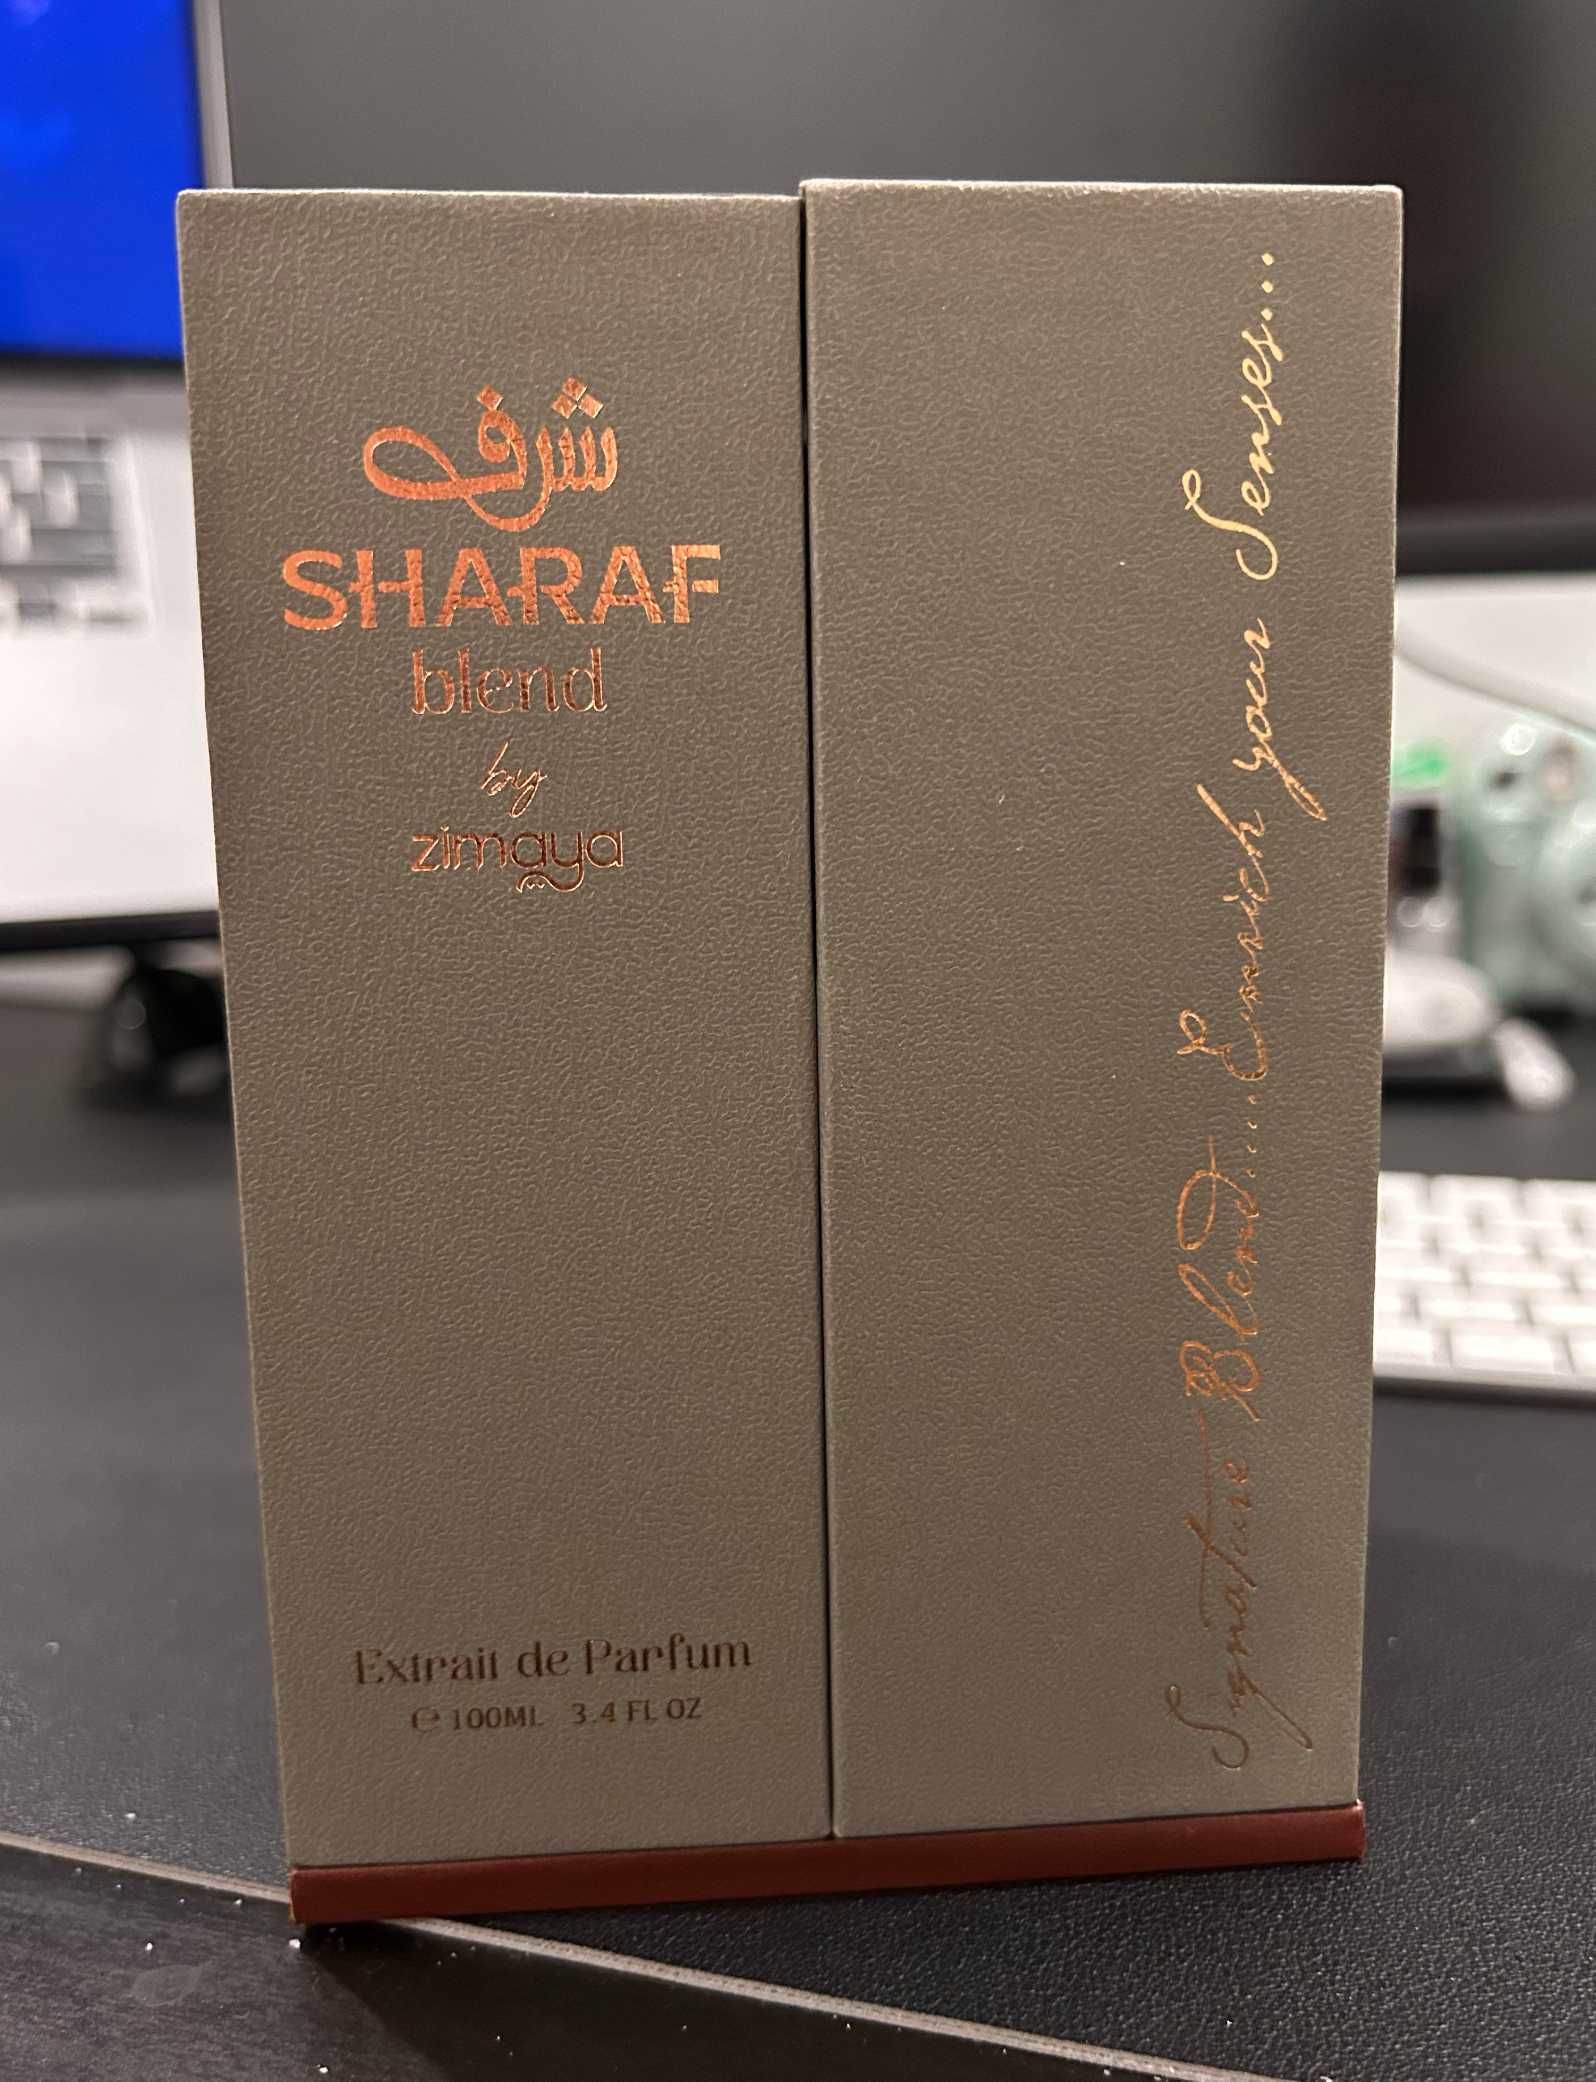 شرف
SHARAF
blend
by
zimaya
Extrait de Parfum
℮ 100ML 3.4 FL OZ
Signature Blend....Enrich your Senses...